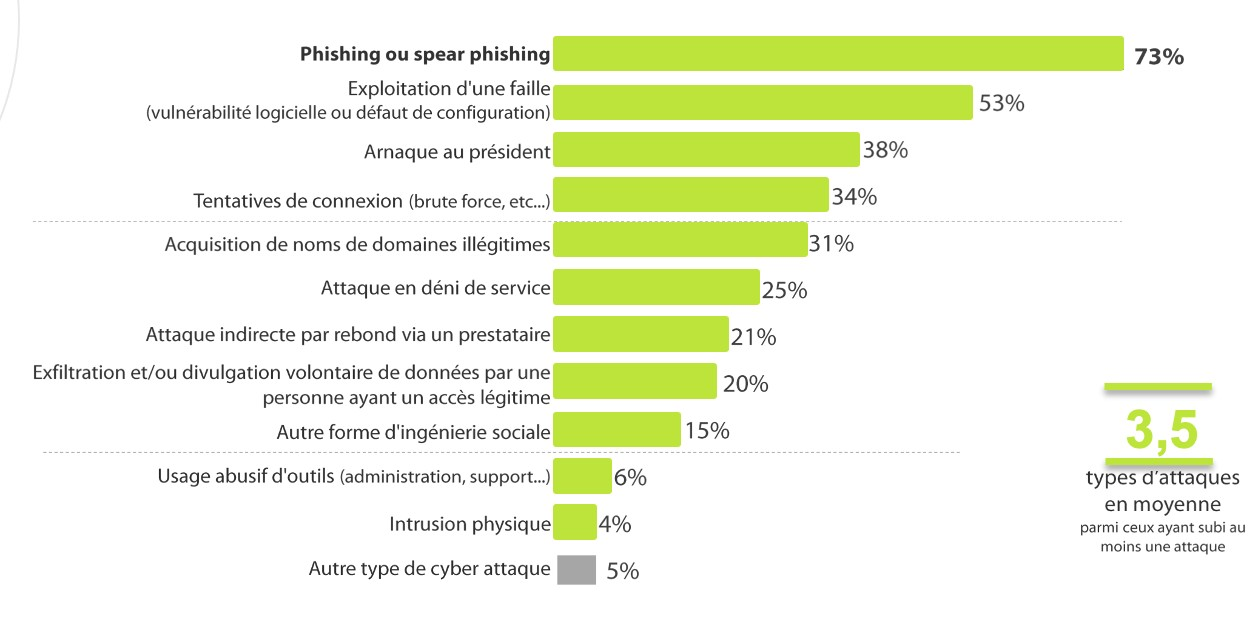 Phishing ou spear phishing
73%
Exploitation d'une faille
(vulnérabilité logicielle ou défaut de configuration)
53%
Arnaque au président
38%
Tentatives de connexion (brute force, etc...)
34%
Acquisition de noms de domaines illégitimes
31%
Attaque en déni de service
25%
Attaque indirecte par rebond via un prestataire
21%
Exfiltration et/ou divulgation volontaire de données par une
personne ayant un accès légitime
20%
Autre forme d'ingénierie sociale
15%
Usage abusif d'outils (administration, support...)
6%
Intrusion physique
4%
Autre type de cyber attaque
5%
3,5
types d'attaques
en moyenne
parmi ceux ayant subi au
moins une attaque